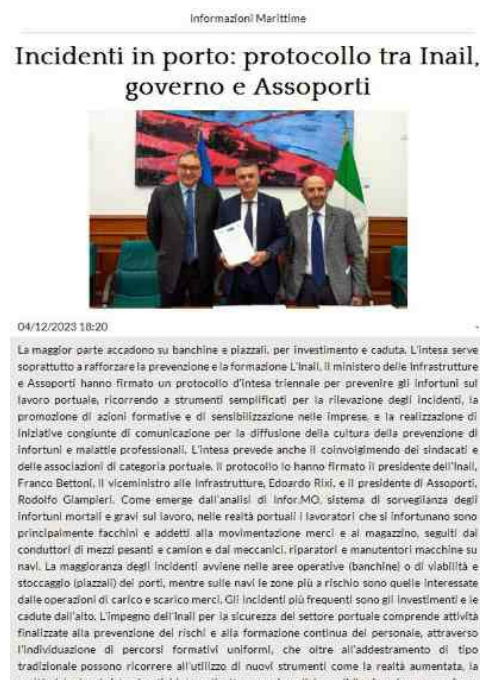 Informazioni Marittime
Incidenti in porto: protocollo tra Inail,
governo e Assoporti
04/12/2023 18:20
La maggior parte accadono su banchine e piazzali, per investimento e caduta. L'intesa serve
soprattutto a rafforzare la prevenzione e la formazione L'Inail, il ministero delle Infrastrutture
e Assoporti hanno firmato un protocollo d'intesa triennale per prevenire gli infortuni sul
lavoro portuale, ricorrendo a strumenti semplificati per la rilevazione degli incidenti, la
promozione di azioni formative e di sensibilizzazione nelle imprese, e la realizzazione di
iniziative congiunte di comunicazione per la diffusione della cultura della prevenzione di
infortuni e malattie professionali. L'intesa prevede anche il coinvolgimento dei sindacati e
delle associazioni di categoria portuale. Il protocollo lo hanno firmato il presidente dell'Inail,
Franco Bettoni, il viceministro alle Infrastrutture, Edoardo Rixi, e il presidente di Assoporti,
Rodolfo Giampieri. Come emerge dall'analisi di Infor.MO, sistema di sorveglianza degli
infortuni mortali e gravi sul lavoro, nelle realtà portuali i lavoratori che si infortunano sono
principalmente facchini e addetti alla movimentazione merci e al magazzino, seguiti dai
conduttori di mezzi pesanti e camion e dai meccanici, riparatori e manutentori macchine su
navi. La maggioranza degli incidenti avviene nelle aree operative (banchine) o di viabilità e
stoccaggio (piazzali) dei porti, mentre sulle navi le zone più a rischio sono quelle interessate
dalle operazioni di carico e scarico merci. Gli incidenti più frequenti sono gli investimenti e le
cadute dall'alto. L'impegno dell'Inail per la sicurezza del settore portuale comprende attività
finalizzate alla prevenzione dei rischi e alla formazione continua del personale, attraverso
l'individuazione di percorsi formativi uniformi, che oltre all'addestramento di tipo
tradizionale possono ricorrere all'utilizzo di nuovi strumenti come la realtà aumentata, la